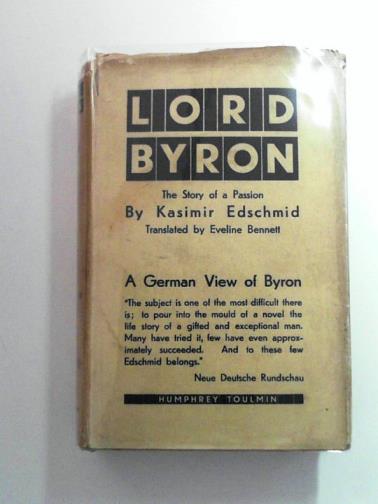 LORD
BYRON
The Story of a Passion
By Kasimir Edschmid
Translated by Eveline Bennett
A German View of Byron
"The subject is one of the most difficult there
is; to pour into the mould of a novel the
life story of a gifted and exceptional man.
Many have tried it, few have even approx-
imately succeeded. And to these few
Edschmid belongs."
Neue Deutsche Rundschau
HUMPHREY TOULMIN